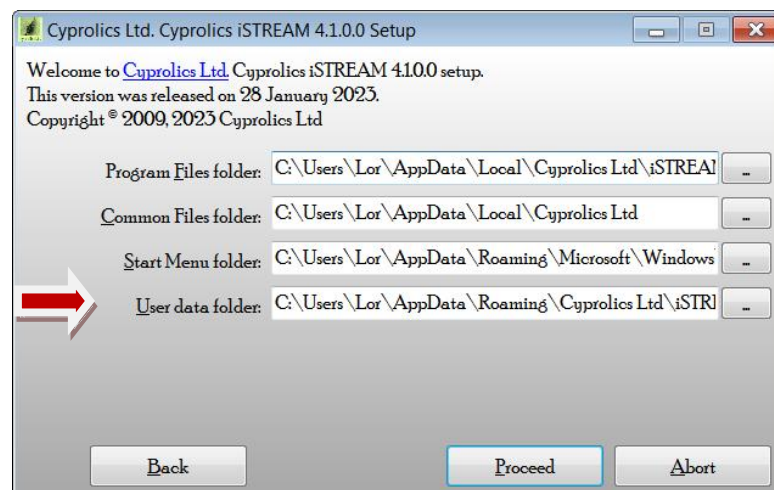 Cyprolics Ltd. Cyprolics iSTREAM 4.1.0.0 Setup
Welcome to Cyprolics Ltd. Cyprolics iSTREAM 4.1.0.0 setup.
This version was released on 28 January 2023.
Copyright © 2009, 2023 Cyprolics Ltd
Program Files folder: C:\Users\Lor\AppData\Local\Cyprolics Ltd\iSTREAM ...
Common Files folder: C:\Users\Lor\AppData\Local\Cyprolics Ltd ...
Start Menu folder: C:\Users\Lor\AppData\Roaming\Microsoft\Windows ...
User data folder: C:\Users\Lor\AppData\Roaming\Cyprolics Ltd\iSTR ...
Back Proceed Abort